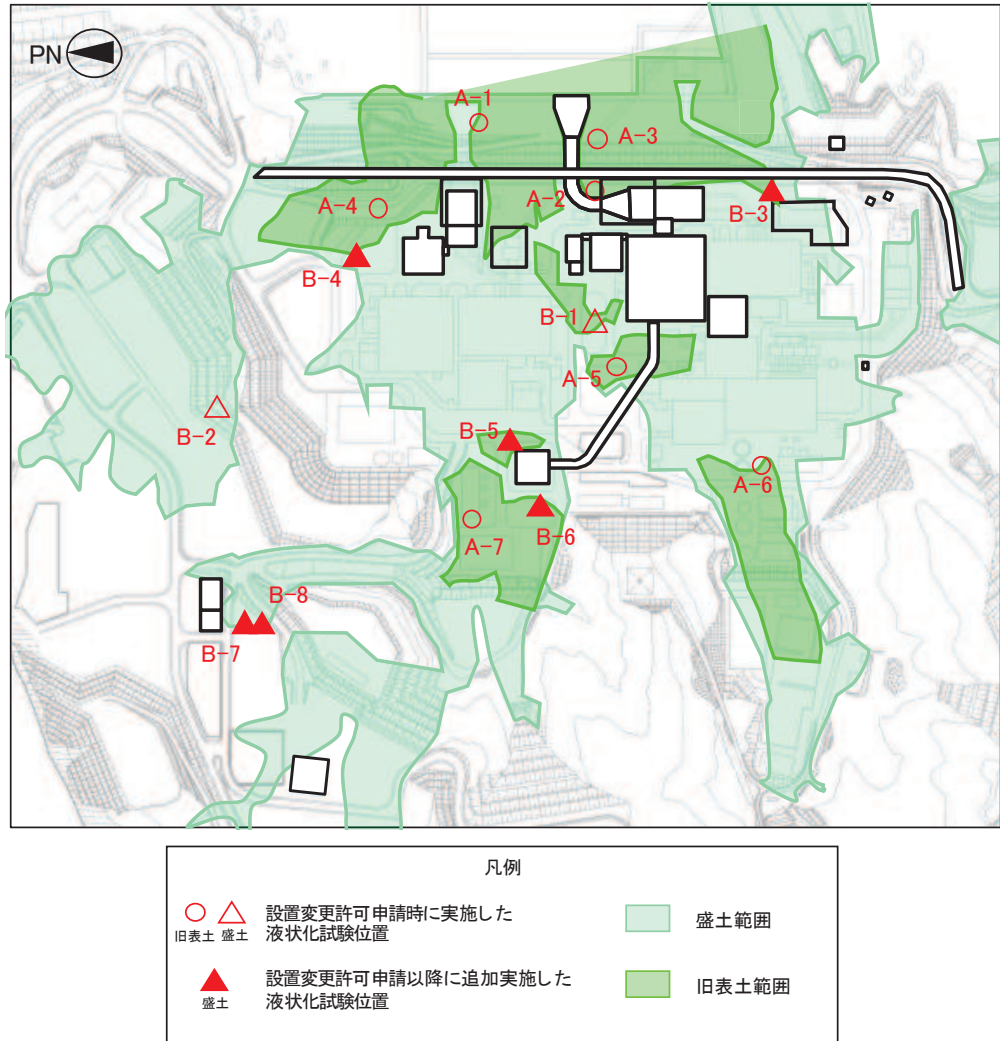 PN
A-1
A-3
A-2
A-4
B-3
B-4
B-1
A-5
B-2
B-5
A-6
A-7
B-6
B-8
B-7
凡例
旧表土 盛土
設置変更許可申請時に実施した
液状化試験位置
盛土範囲
盛土
設置変更許可申請以降に追加実施した
液状化試験位置
旧表土範囲